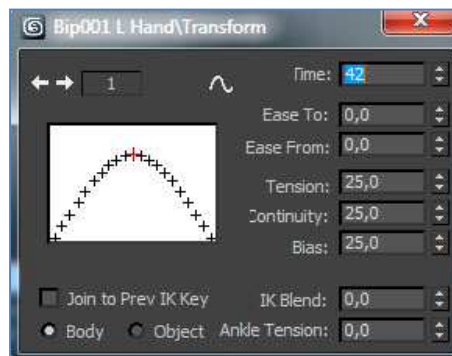 Bip001 L Hand\Transform
1
Time: 42
Ease To: 0,0
Ease From: 0,0
Tension: 25,0
Continuity: 25,0
Bias: 25,0
Join to Prev IK Key
IK Blend: 0,0
Body Object Ankle Tension: 0,0